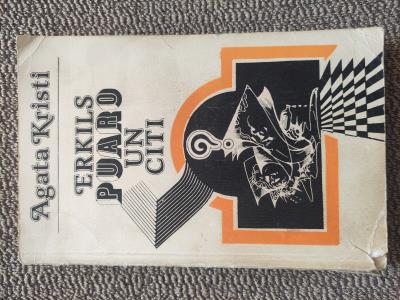 Agata Kristi
ERKILS
PUARO
UN
CITI